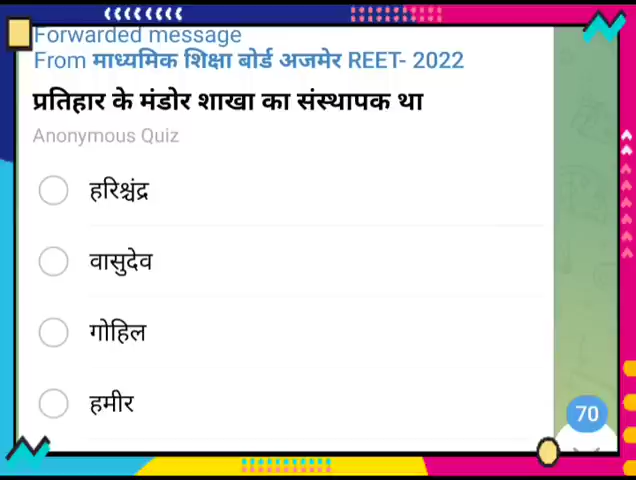 Forwarded message
From माध्यमिक शिक्षा बोर्ड अजमेर REET- 2022
प्रतिहार के मंडोर शाखा का संस्थापक था
Anonymous Quiz
हरिश्चंद्र
वासुदेव
गोहिल
हमीर
70